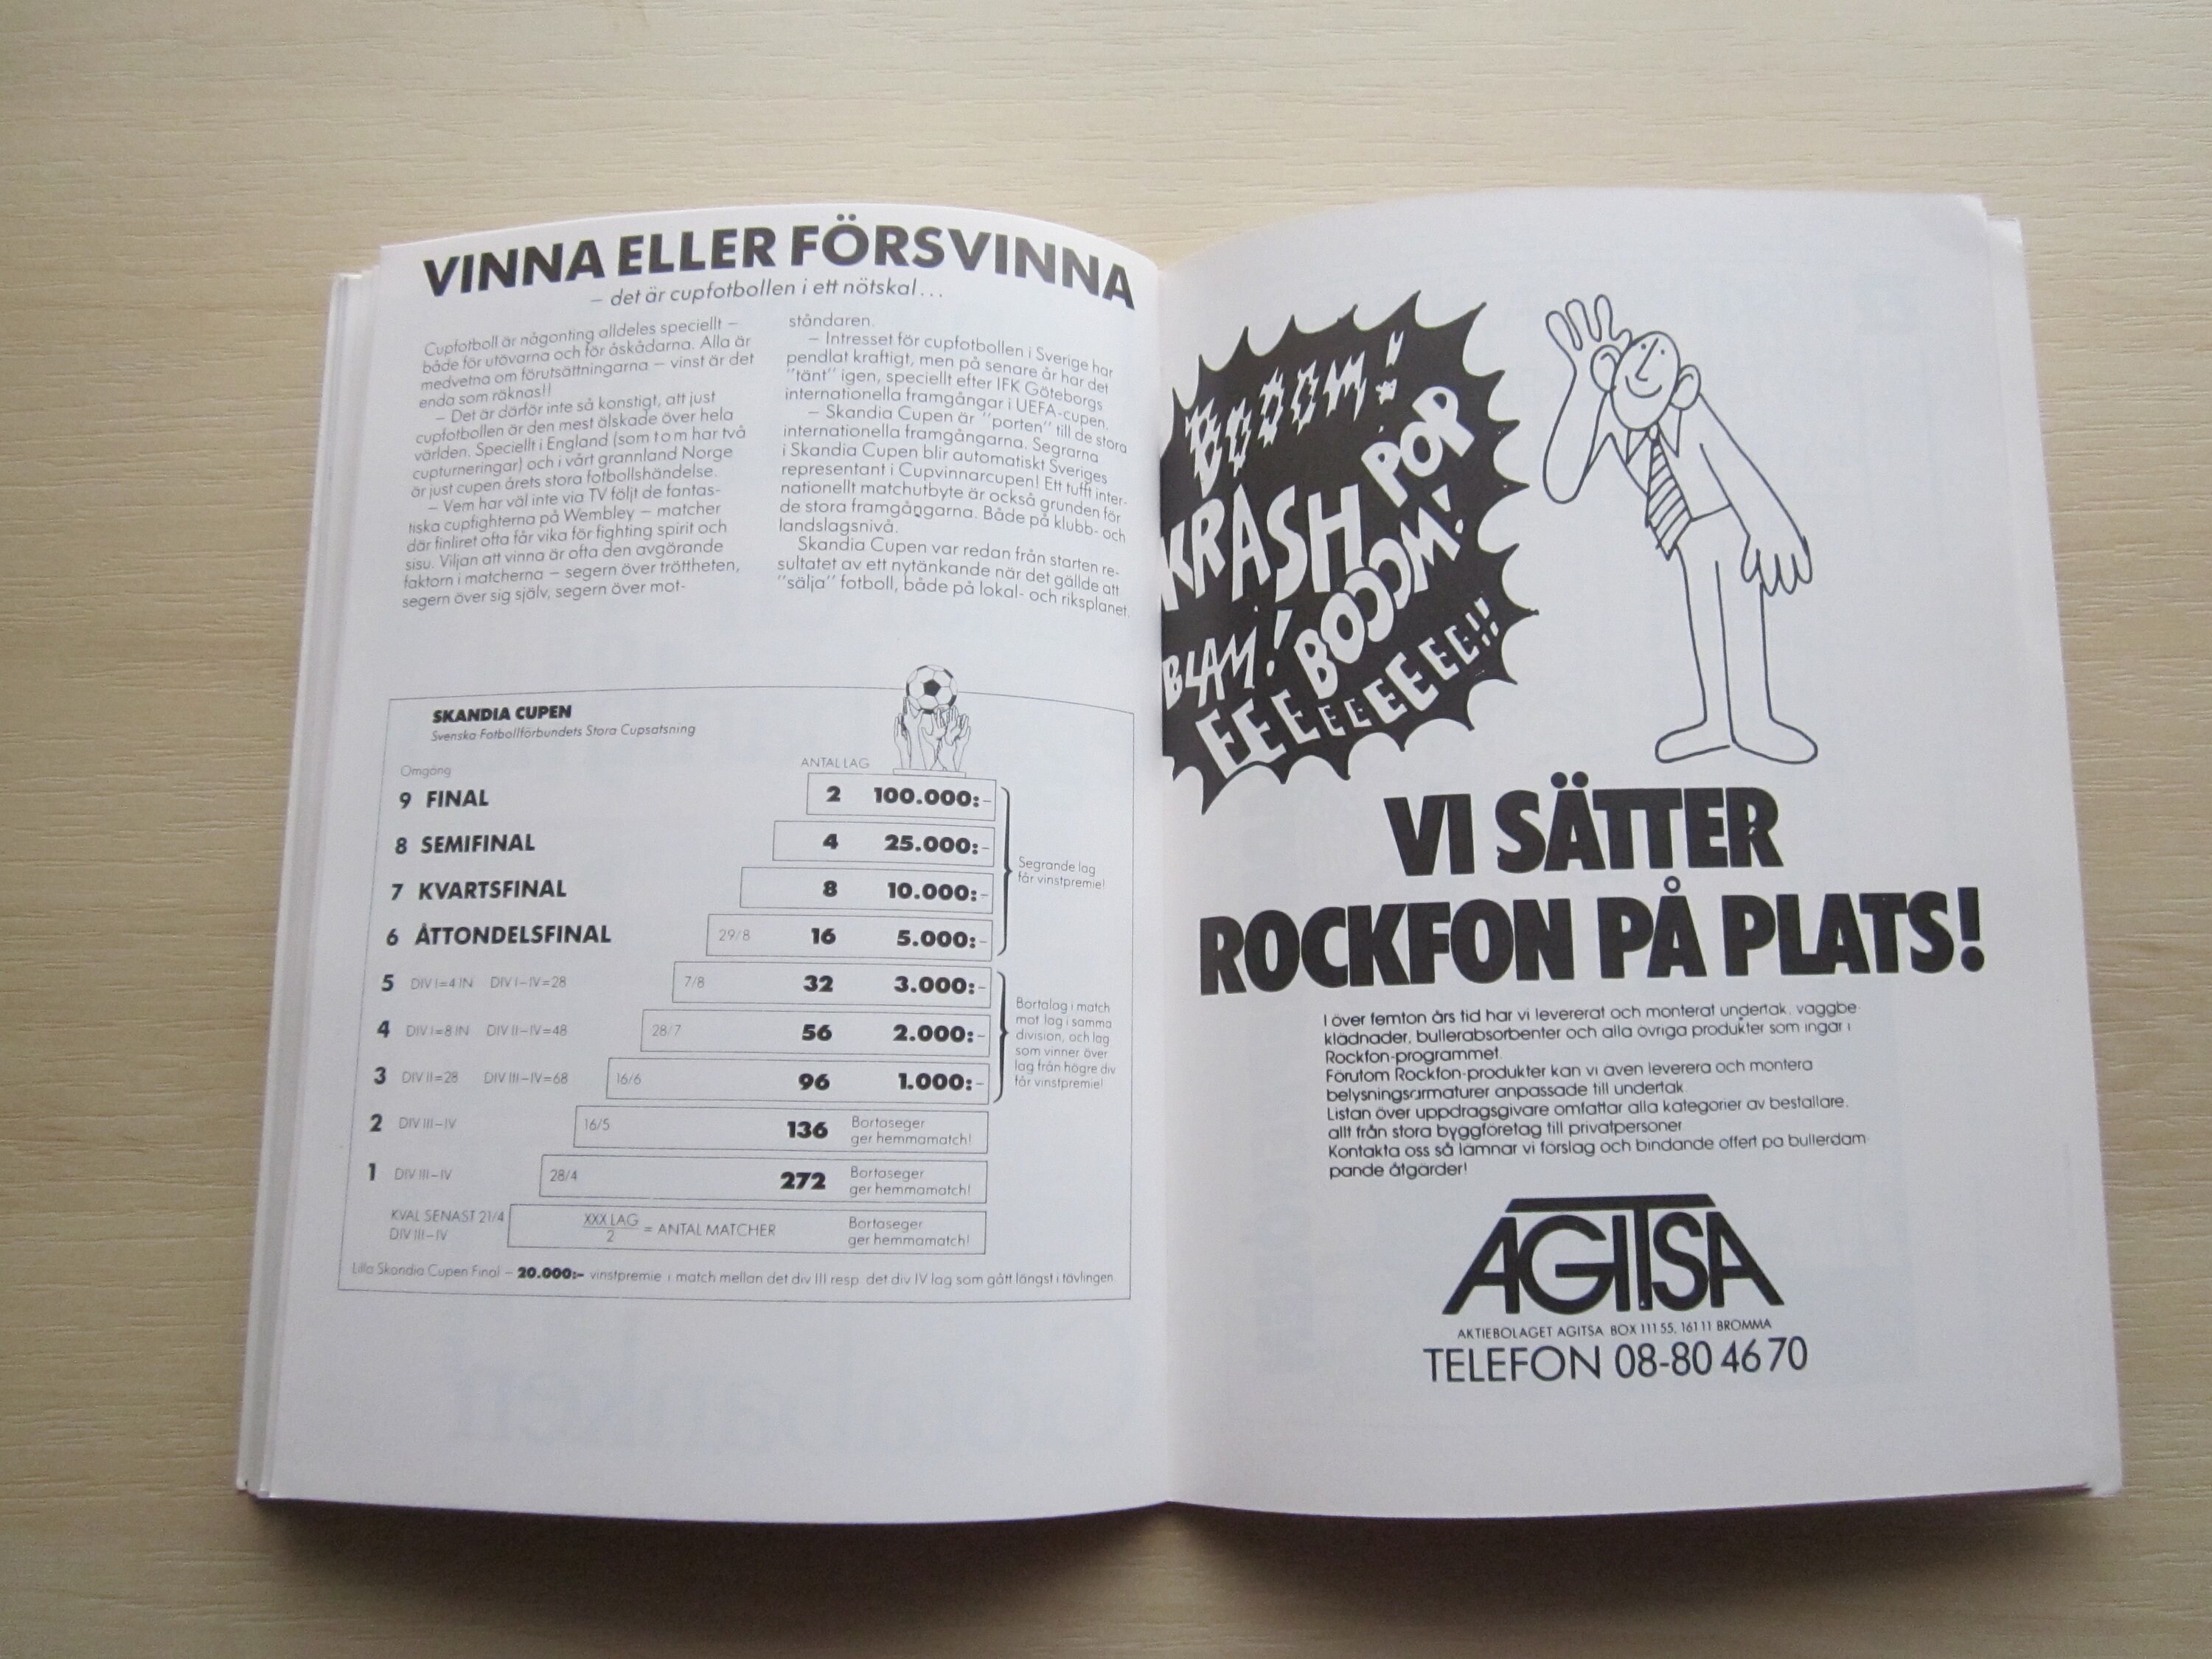 VINNA ELLER FÖRSVINNA
– det är cupfotbollen i ett nötskal...
Cupfotboll är någonting alldeles speciellt –
både för utövarna och för åskådarna. Alla är
medvetna om förutsättningarna – vinst är det
enda som räknas!!
– Det är därför inte så konstigt, att just
cupfotbollen är den mest älskade över hela
världen. Speciellt i England (som t o m har två
cupturneringar) och i vårt grannland Norge
är just cupen årets stora fotbollshändelse.
– Vem har väl inte via TV följt de fantas-
tiska cupfighterna på Wembley – matcher
där finliret ofta får vika för fighting spirit och
sisu. Viljan att vinna är ofta den avgörande
faktorn i matcherna – segern över tröttheten,
segern över sig själv, segern över mot-
ståndaren.
– Intresset för cupfotbollen i Sverige har
pendlat kraftigt, men på senare år har det
"tänt" igen, speciellt efter IFK Göteborgs
internationella framgångar i UEFA-cupen.
– Skandia Cupen är "porten" till de stora
internationella framgångarna. Segrarna
i Skandia Cupen blir automatiskt Sveriges
representant i Cupvinnarcupen! Ett tufft inter-
nationellt matchutbyte är också grunden för
de stora framgångarna. Både på klubb- och
landslagsnivå.
Skandia Cupen var redan från starten re-
sultatet av ett nytänkande när det gällde att
"sälja" fotboll, både på lokal- och riksplanet.
SKANDIA CUPEN
Svenska Fotbollförbundets Stora Cupsatsning
Omgång ANTAL LAG
9 FINAL 2 100.000:-
8 SEMIFINAL 4 25.000:-
7 KVARTSFINAL 8 10.000:-
6 ÅTTONDELSFINAL 29/8 16 5.000:-
Segrande lag
får vinstpremie!
5 DIV I=4 IN DIV I–IV=28 7/8 32 3.000:-
4 DIV I=8 IN DIV II–IV=48 28/7 56 2.000:-
3 DIV II=28 DIV III–IV=68 16/6 96 1.000:-
Bortalag i match
mot lag i samma
division, och lag
som vinner över
lag från högre div
får vinstpremie!
2 DIV III–IV 16/5 136 Bortaseger
ger hemmamatch!
1 DIV III–IV 28/4 272 Bortaseger
ger hemmamatch!
KVAL SENAST 21/4
DIV III–IV
XXX LAG
2
= ANTAL MATCHER
Bortaseger
ger hemmamatch!
Lilla Skandia Cupen Final – 20.000:- vinstpremie i match mellan det div III resp det div IV lag som gått längst i tävlingen.
BOOOM!
POP
KRASH
BOOOM!
BLAM!
EEEEEEEEEE!!
VI SÄTTER
ROCKFON PÅ PLATS!
I över femton års tid har vi levererat och monterat undertak, väggbe-
klädnader, bullerabsorbenter och alla övriga produkter som ingår i
Rockfon-programmet.
Förutom Rockfon-produkter kan vi även leverera och montera
belysningsarmaturer anpassade till undertak.
Listan över uppdragsgivare omfattar alla kategorier av beställare,
allt från stora byggföretag till privatpersoner
Kontakta oss så lämnar vi förslag och bindande offert på bullerdäm-
pande åtgärder!
AGITSA
AKTIEBOLAGET AGITSA BOX 111 55, 161 11 BROMMA
TELEFON 08-80 46 70